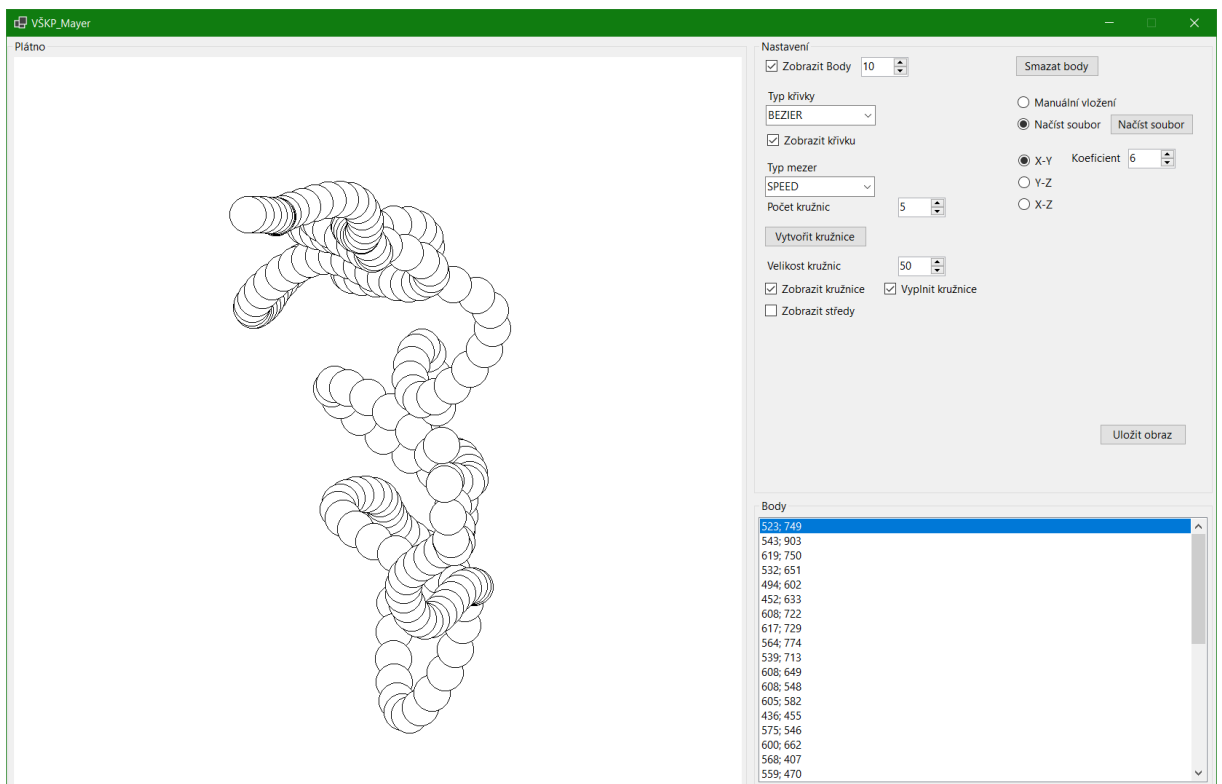 VŠKP_Mayer
Plátno
Nastavení
Zobrazit Body 10
Smazat body
Typ křivky
BEZIER
Manuální vložení
Načíst soubor Načíst soubor
Zobrazit křivku
X-Y Koeficient 6
Typ mezer
SPEED
Y-Z
Počet kružnic 5
X-Z
Vytvořit kružnice
Velikost kružnic 50
Zobrazit kružnice Vyplnit kružnice
Zobrazit středy
Uložit obraz
Body
523; 749
543; 903
619; 750
532; 651
494; 602
452; 633
608; 722
617; 729
564; 774
539; 713
608; 649
608; 548
605; 582
436; 455
575; 546
600; 662
568; 407
559; 470